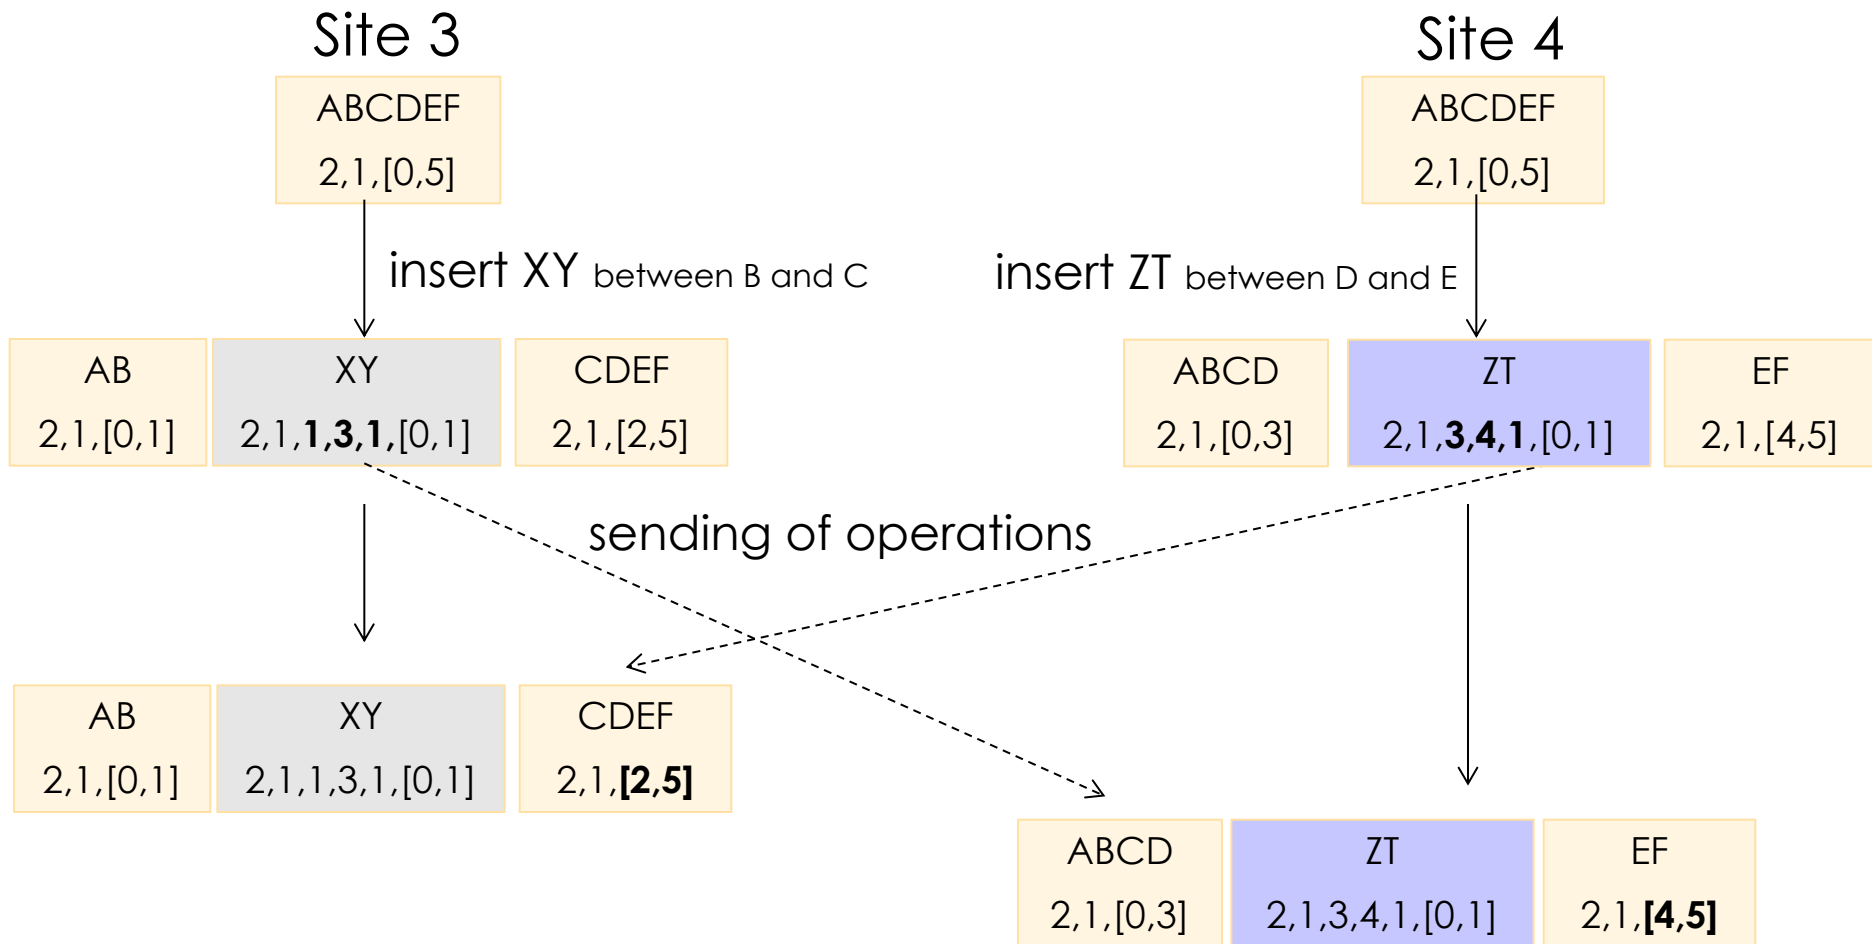 Site 3
Site 4
ABCDEF
2,1,[0,5]
ABCDEF
2,1,[0,5]
insert XY between B and C
insert ZT between D and E
AB
2,1,[0,1]
XY
2,1,1,3,1,[0,1]
CDEF
2,1,[2,5]
ABCD
2,1,[0,3]
ZT
2,1,3,4,1,[0,1]
EF
2,1,[4,5]
sending of operations
AB
2,1,[0,1]
XY
2,1,1,3,1,[0,1]
CDEF
2,1,[2,5]
ABCD
2,1,[0,3]
ZT
2,1,3,4,1,[0,1]
EF
2,1,[4,5]